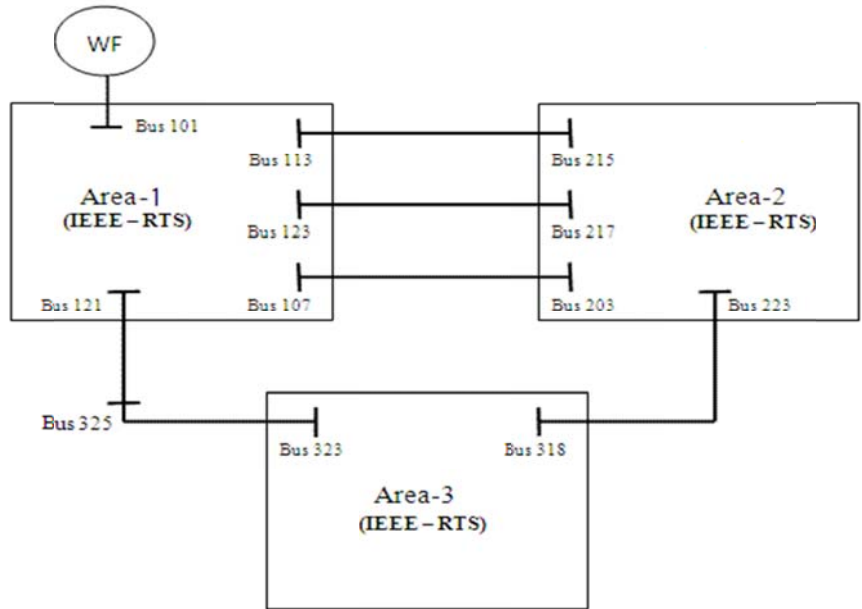 WF
Bus 101
Bus 113
Bus 215
Area-1
(IEEE – RTS)
Area-2
(IEEE – RTS)
Bus 123
Bus 217
Bus 121
Bus 107
Bus 203
Bus 223
Bus 325
Bus 323
Bus 318
Area-3
(IEEE – RTS)